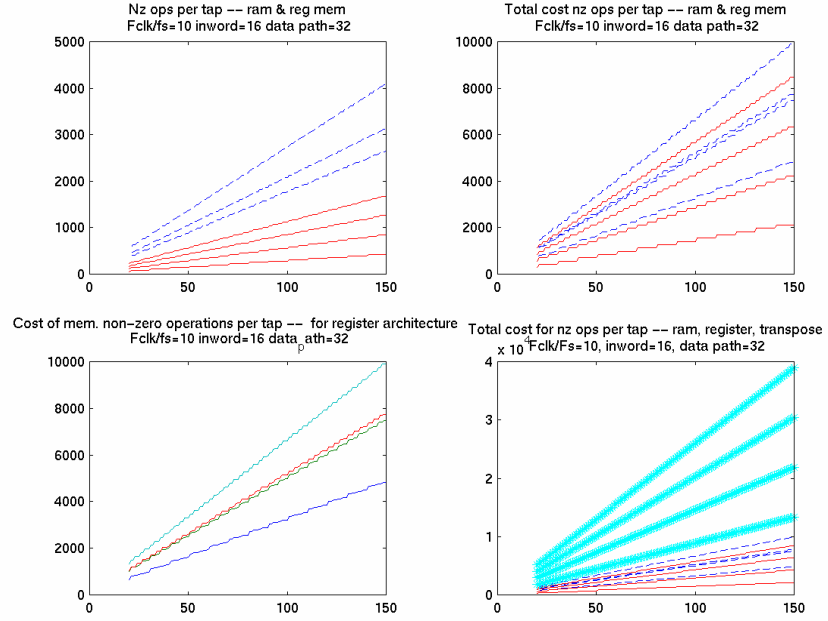 Nz ops per tap -- ram & reg mem
Fclk/fs=10 inword=16 data path=32
5000
4000
3000
2000
1000
0
0 50 100 150
Total cost nz ops per tap -- ram & reg mem
Fclk/fs=10 inword=16 data path=32
10000
8000
6000
4000
2000
0
0 50 100 150
Cost of mem. non-zero operations per tap -- for register architecture
Fclk/fs=10 inword=16 data path=32
10000
8000
6000
4000
2000
0
0 50 100 150
Total cost for nz ops per tap -- ram, register, transpose
x 10^4 Fclk/Fs=10, inword=16, data path=32
4
3
2
1
0
0 50 100 150